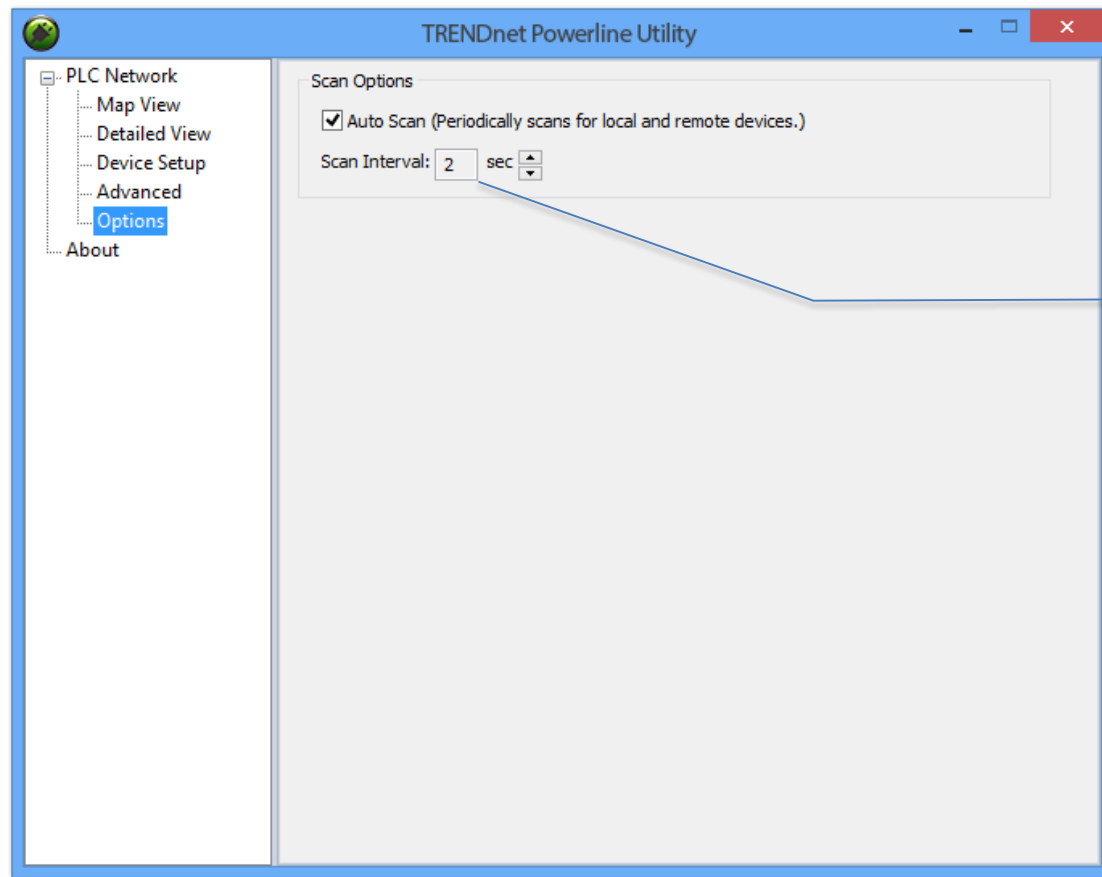 TRENDnet Powerline Utility
PLC Network
Map View
Detailed View
Device Setup
Advanced
Options
About
Scan Options
Auto Scan (Periodically scans for local and remote devices.)
Scan Interval: 2 sec